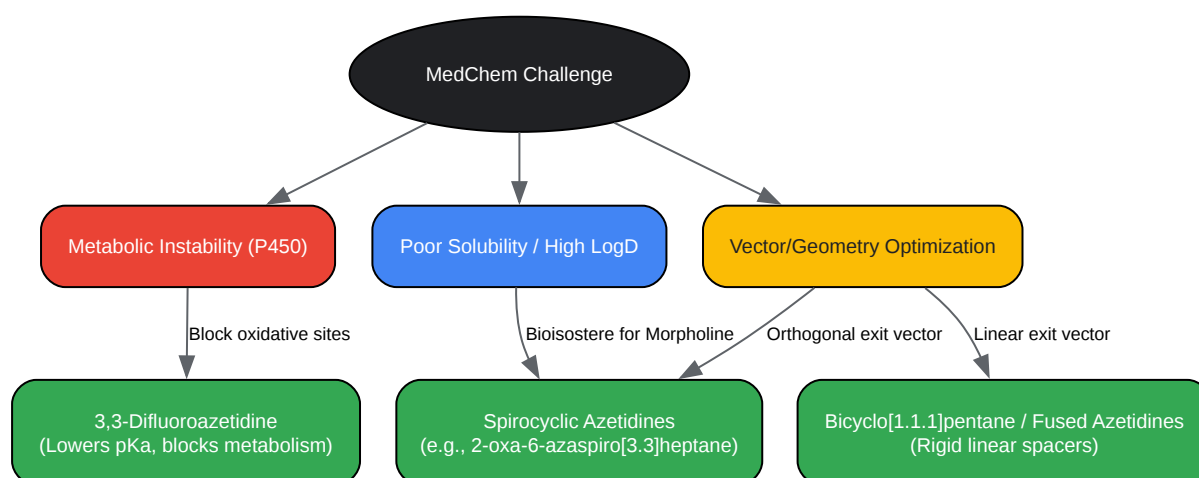 MedChem Challenge
Metabolic Instability (P450)
Poor Solubility / High LogD
Vector/Geometry Optimization
Block oxidative sites
Bioisostere for Morpholine
Orthogonal exit vector
Linear exit vector
3,3-Difluoroazetidine
(Lowers pKa, blocks metabolism)
Spirocyclic Azetidines
(e.g., 2-oxa-6-azaspiro[3.3]heptane)
Bicyclo[1.1.1]pentane / Fused Azetidines
(Rigid linear spacers)